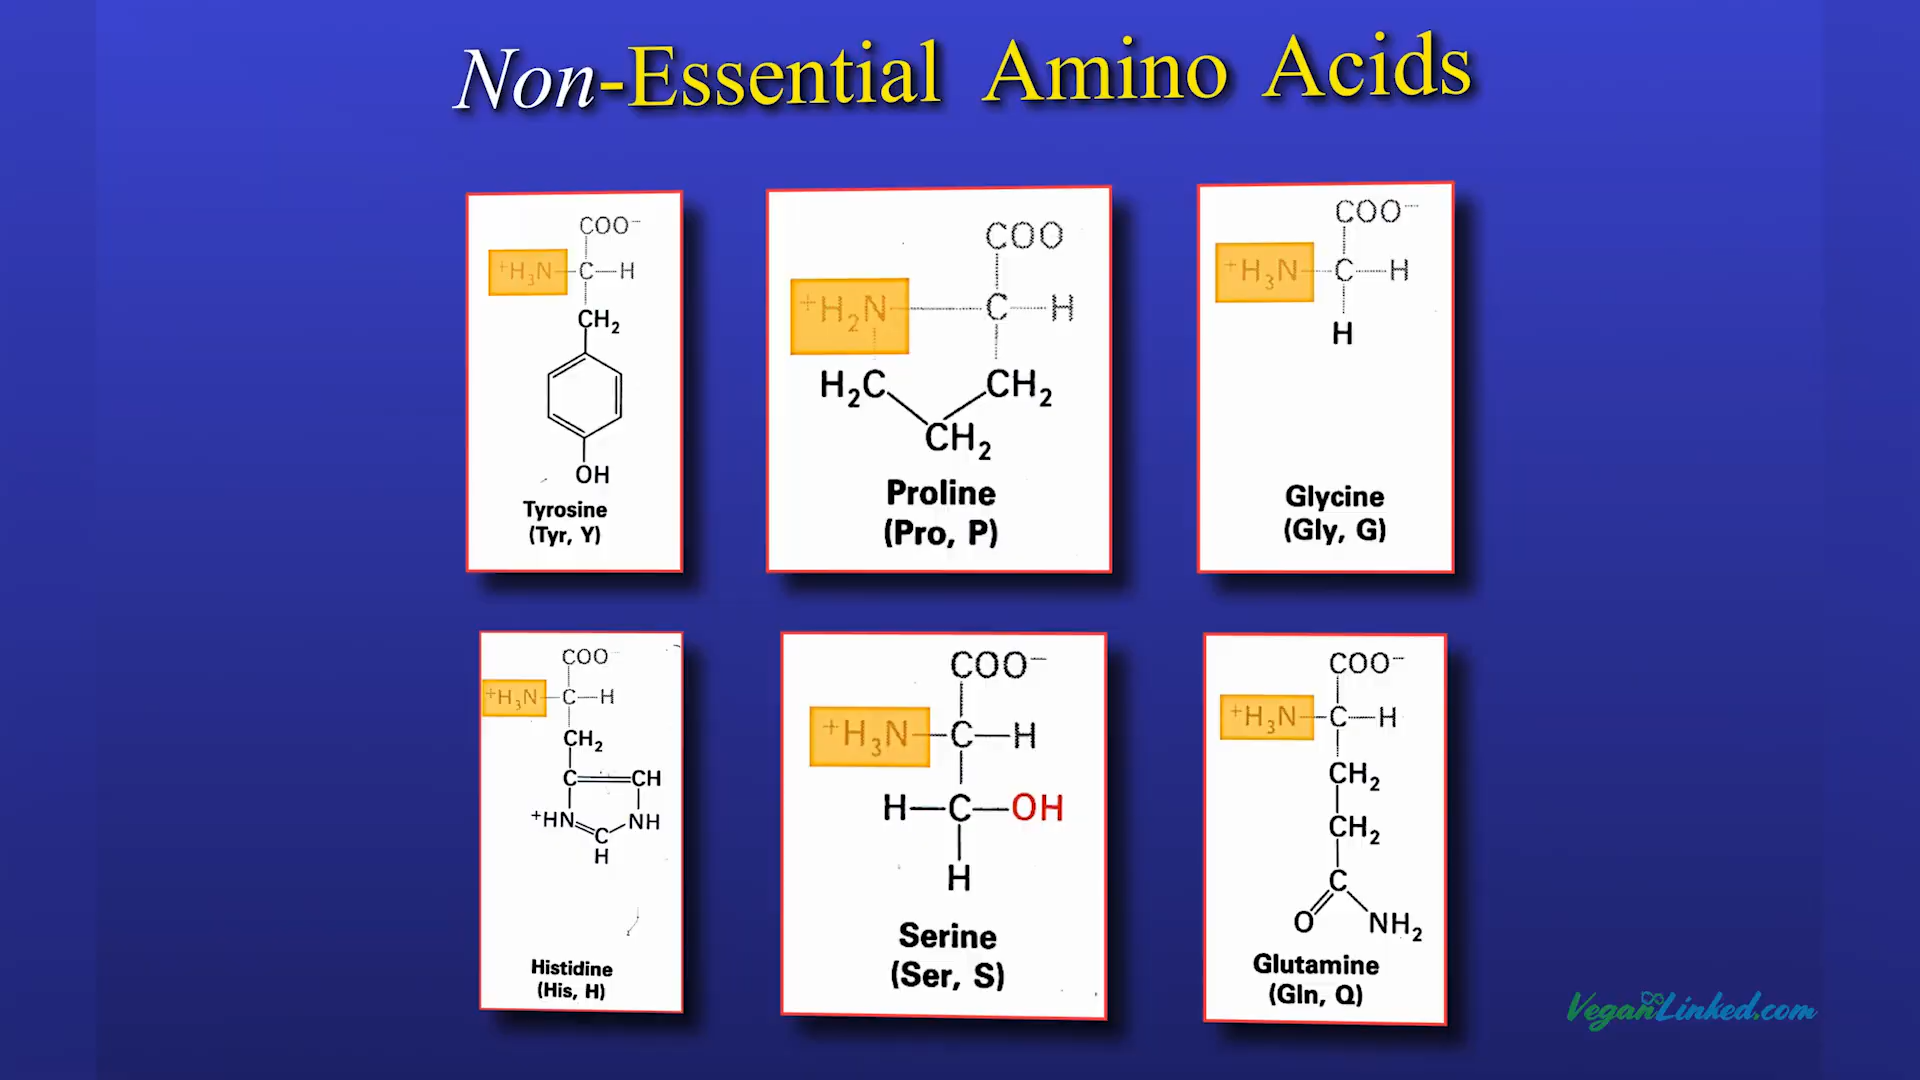 Non-Essential Amino Acids
COO⁻
⁺H₃N C H
CH₂
OH
Tyrosine
(Tyr, Y)
COO
⁺H₂N C H
H₂C CH₂
CH₂
Proline
(Pro, P)
COO⁻
⁺H₃N C H
H
Glycine
(Gly, G)
COO⁻
⁺H₃N C H
CH₂
C CH
⁺HN NH
C
H
Histidine
(His, H)
COO⁻
⁺H₃N C H
H C OH
H
Serine
(Ser, S)
COO⁻
⁺H₃N C H
CH₂
CH₂
C
O NH₂
Glutamine
(Gln, Q)
VeganLinked.com